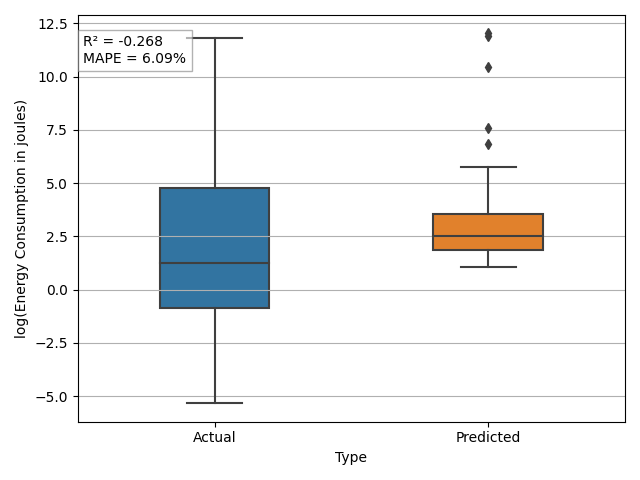 R² = -0.268
MAPE = 6.09%
12.5
10.0
7.5
5.0
2.5
0.0
−2.5
−5.0
log(Energy Consumption in joules)
Actual
Predicted
Type